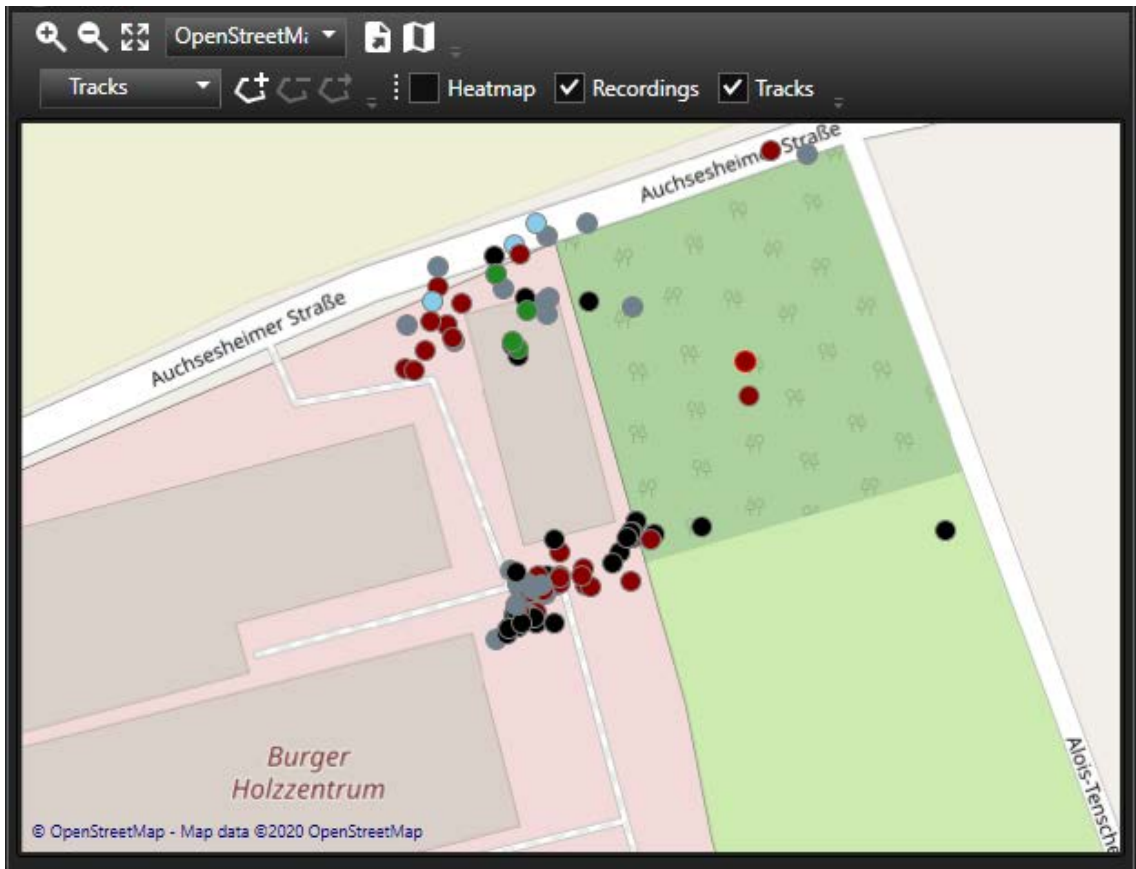 OpenStreetMa
Tracks
Heatmap
Recordings
Tracks
Auchsesheimer Straße
Auchsesheimer Straße
Burger
Holzzentrum
Alois-Tensche
© OpenStreetMap - Map data ©2020 OpenStreetMap